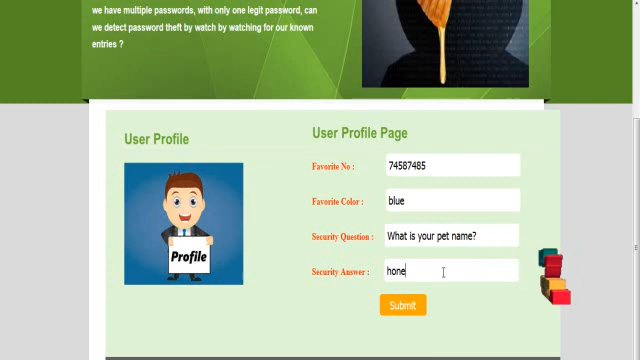 we have multiple passwords, with only one legit password, can
we detect password theft by watch by watching for our known
entries ?
User Profile
Profile
User Profile Page
Favorite No : 74587485
Favorite Color : blue
Security Question : What is your pet name?
Security Answer : hone
Submit